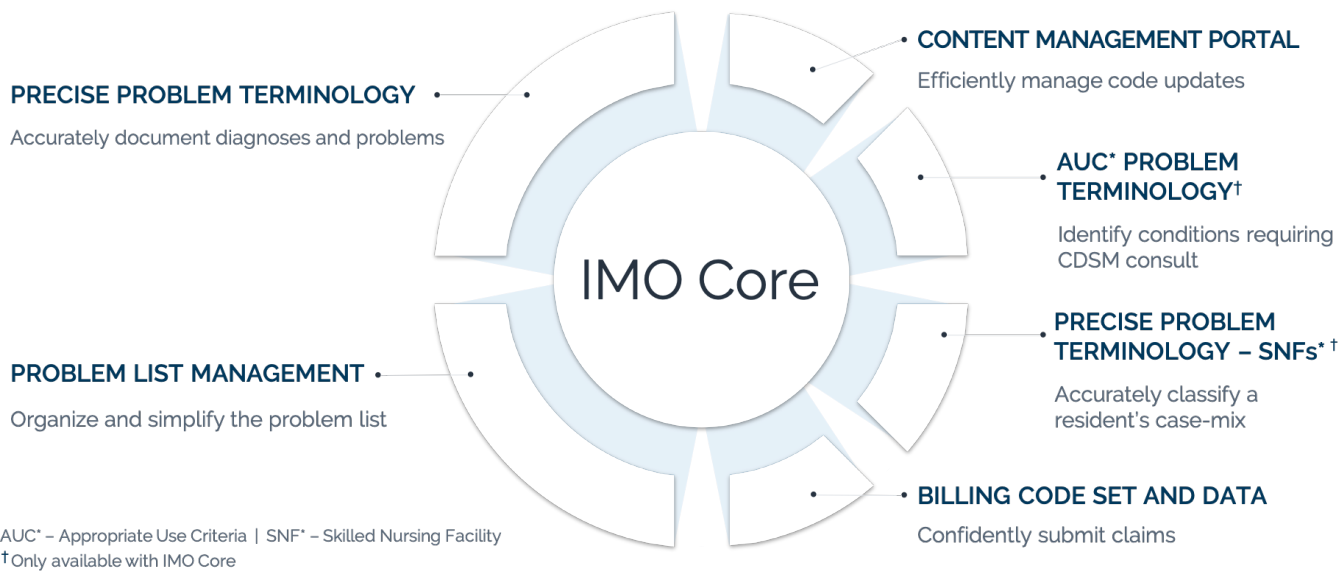 PRECISE PROBLEM TERMINOLOGY
Accurately document diagnoses and problems
PROBLEM LIST MANAGEMENT
Organize and simplify the problem list
IMO Core
CONTENT MANAGEMENT PORTAL
Efficiently manage code updates
AUC* PROBLEM
TERMINOLOGY†
Identify conditions requiring
CDSM consult
PRECISE PROBLEM
TERMINOLOGY – SNFs* †
Accurately classify a
resident’s case-mix
BILLING CODE SET AND DATA
Confidently submit claims
AUC* – Appropriate Use Criteria | SNF* – Skilled Nursing Facility
†Only available with IMO Core